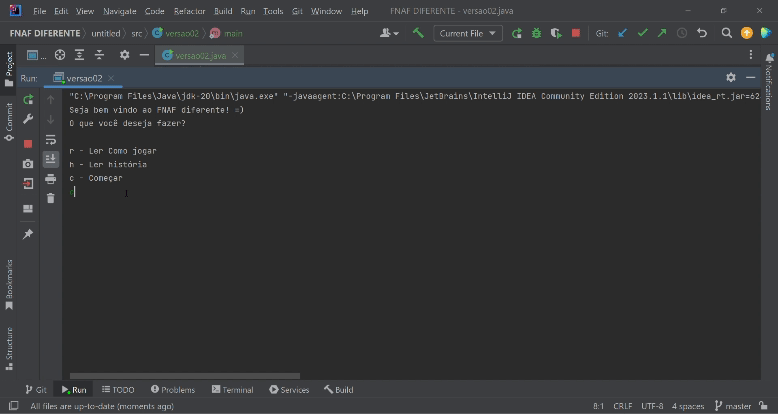 File Edit View Navigate Code Refactor Build Run Tools Git Window Help FNAF DIFERENTE - versao02.java
FNAF DIFERENTE untitled src versao02 main Current File Git:
Project
... versao02.java
Run: versao02
Notifications
Commit
"C:\Program Files\Java\jdk-20\bin\java.exe" "-javaagent:C:\Program Files\JetBrains\IntelliJ IDEA Community Edition 2023.1.1\lib\idea_rt.jar=62
Seja bem vindo ao FNAF diferente! =)
O que você deseja fazer?
r - Ler Como jogar
h - Ler história
c - Começar
Bookmarks
Structure
Git Run TODO Problems Terminal Services Build
All files are up-to-date (moments ago) 8:1 CRLF UTF-8 4 spaces master